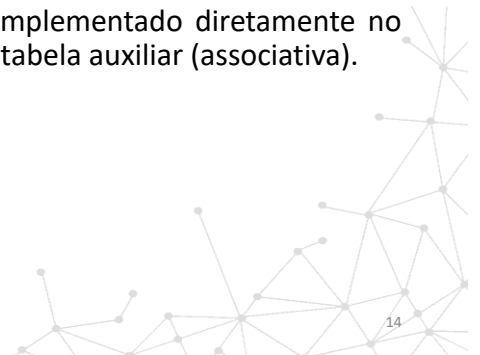 mplementado diretamente no
tabela auxiliar (associativa).
14